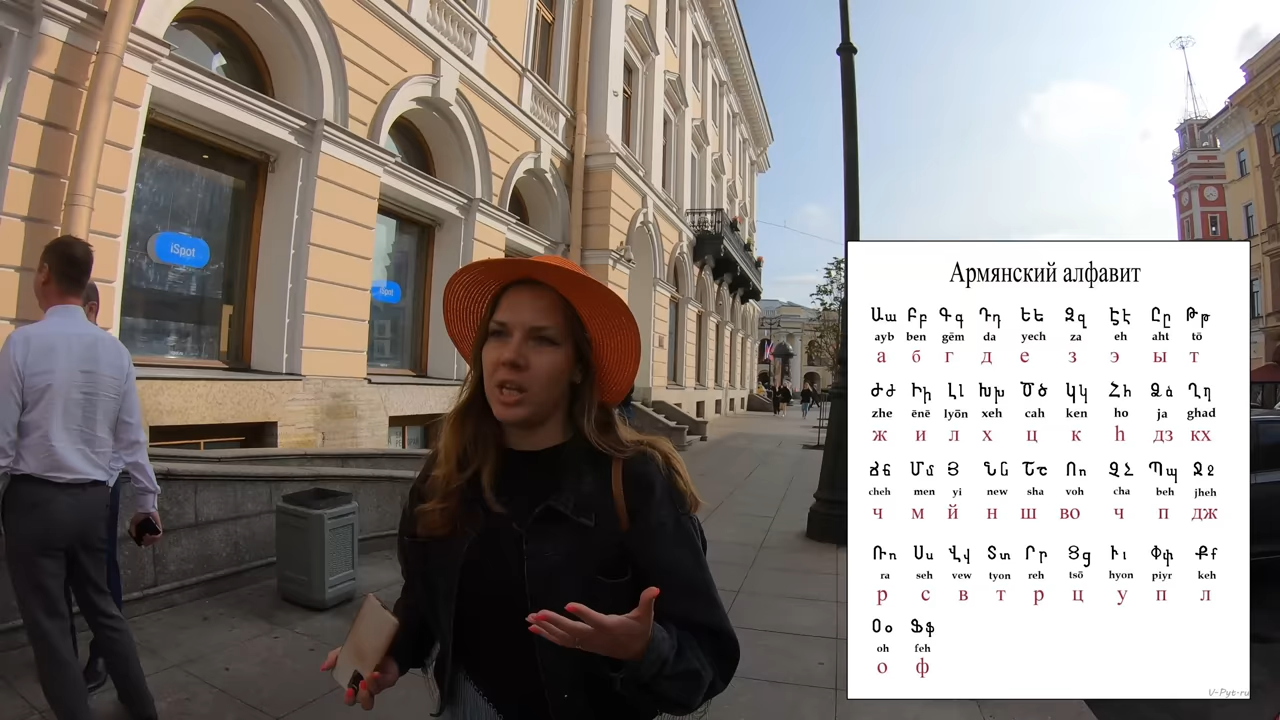 iSpot
iSpot
Армянский алфавит
Աա Բբ Գգ Դդ Եե Զզ Էէ Ըը Թթ
ayb ben gēm da yech za eh aht tō
а б г д е з э ы т
Ժժ Իի Լլ Խխ Ծծ Կկ Հհ Ձձ Ղղ
zhe ēnē lyōn xeh cah ken ho ja ghad
ж и л х ц к h дз кх
Ճճ Մմ Յ Նն Շշ Ոո Չչ Պպ Ջջ
cheh men yi new sha voh cha beh jheh
ч м й н ш во ч п дж
Ռռ Սս Վվ Տտ Րր Ցց Իւ Փփ Քֆ
ra seh vew tyon reh tsō hyon piyr keh
р с в т р ц у п л
Օօ Ֆֆ
oh feh
о ф
V-Pyt.ru